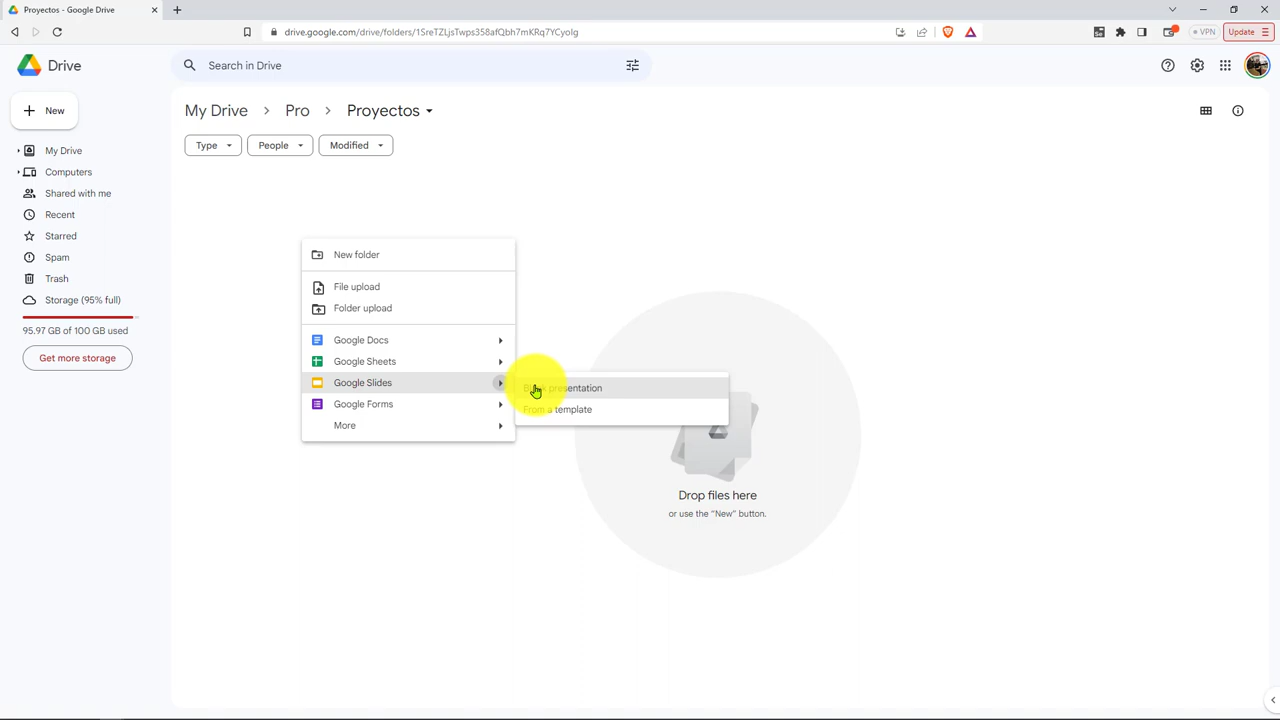 Proyectos - Google Drive
drive.google.com/drive/folders/1SreTZLjsTwps358afQbh7mKRq7YCyoIg
VPN
Update
Drive
Search in Drive
New
My Drive
Computers
Shared with me
Recent
Starred
Spam
Trash
Storage (95% full)
95.97 GB of 100 GB used
Get more storage
My Drive > Pro > Proyectos
Type
People
Modified
New folder
File upload
Folder upload
Google Docs
Google Sheets
Google Slides
Google Forms
More
Blank presentation
From a template
Drop files here
or use the “New” button.